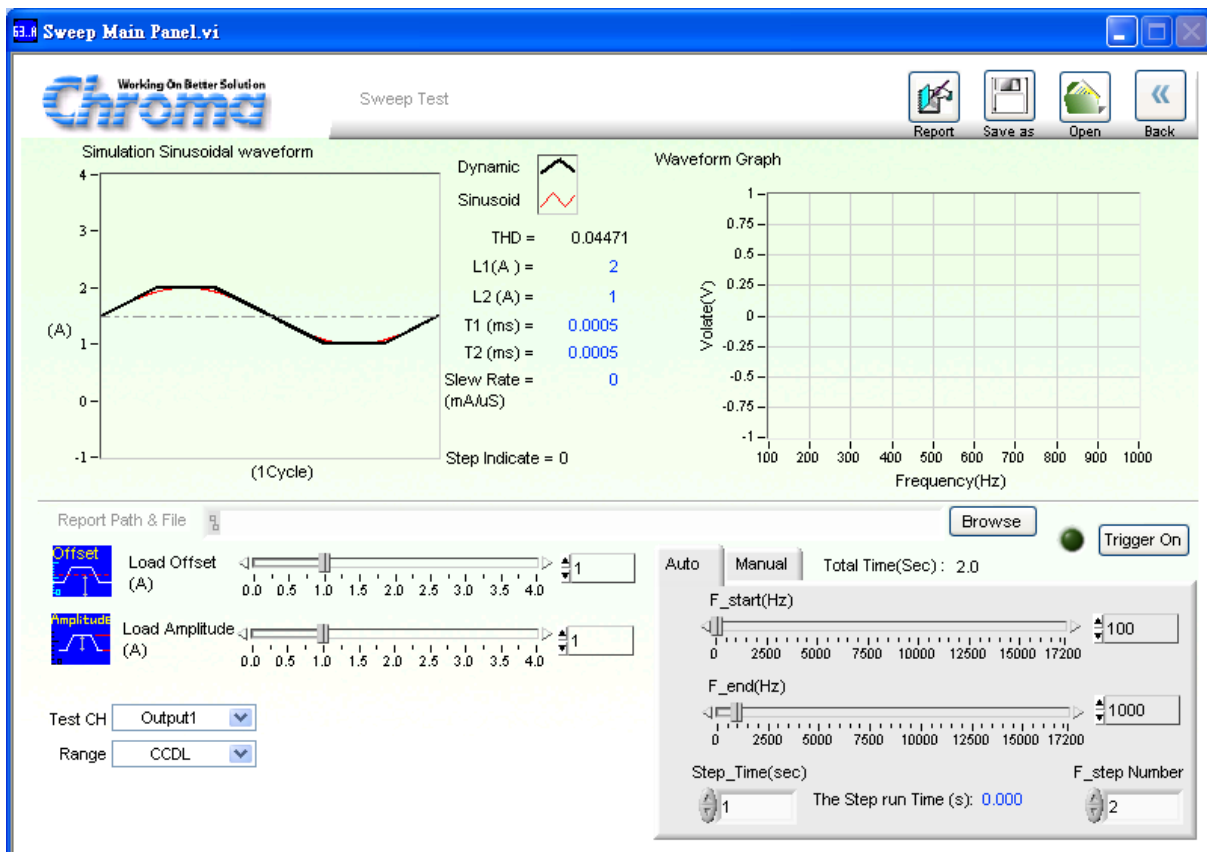 Sweep Main Panel.vi
Working On Better Solution
Chroma
Sweep Test
Report
Save as
Open
Back
Simulation Sinusoidal waveform
4
3
2
1
0
-1
(A)
(1Cycle)
Dynamic
Sinusoid
THD = 0.04471
L1(A ) = 2
L2 (A) = 1
T1 (ms) = 0.0005
T2 (ms) = 0.0005
Slew Rate = 0
(mA/uS)
Step Indicate = 0
Waveform Graph
1
0.75
0.5
0.25
0
-0.25
-0.5
-0.75
-1
Volate(V)
100 200 300 400 500 600 700 800 900 1000
Frequency(Hz)
Report Path & File
Browse
Trigger On
Offset
Load Offset
(A)
0.0 0.5 1.0 1.5 2.0 2.5 3.0 3.5 4.0
1
Amplitude
Load Amplitude
(A)
0.0 0.5 1.0 1.5 2.0 2.5 3.0 3.5 4.0
1
Test CH Output1
Range CCDL
Auto
Manual
Total Time(Sec) : 2.0
F_start(Hz)
0 2500 5000 7500 10000 12500 15000 17200
100
F_end(Hz)
0 2500 5000 7500 10000 12500 15000 17200
1000
Step_Time(sec)
1
The Step run Time (s): 0.000
F_step Number
2